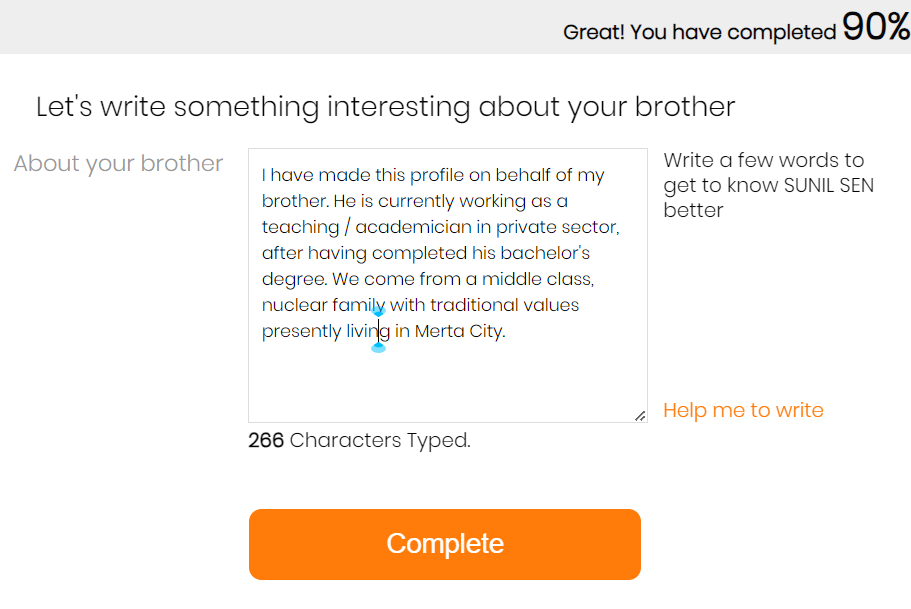 Great! You have completed 90%
Let's write something interesting about your brother
About your brother
I have made this profile on behalf of my
brother. He is currently working as a
teaching / academician in private sector,
after having completed his bachelor's
degree. We come from a middle class,
nuclear family with traditional values
presently living in Merta City.
Write a few words to
get to know SUNIL SEN
better
Help me to write
266 Characters Typed.
Complete